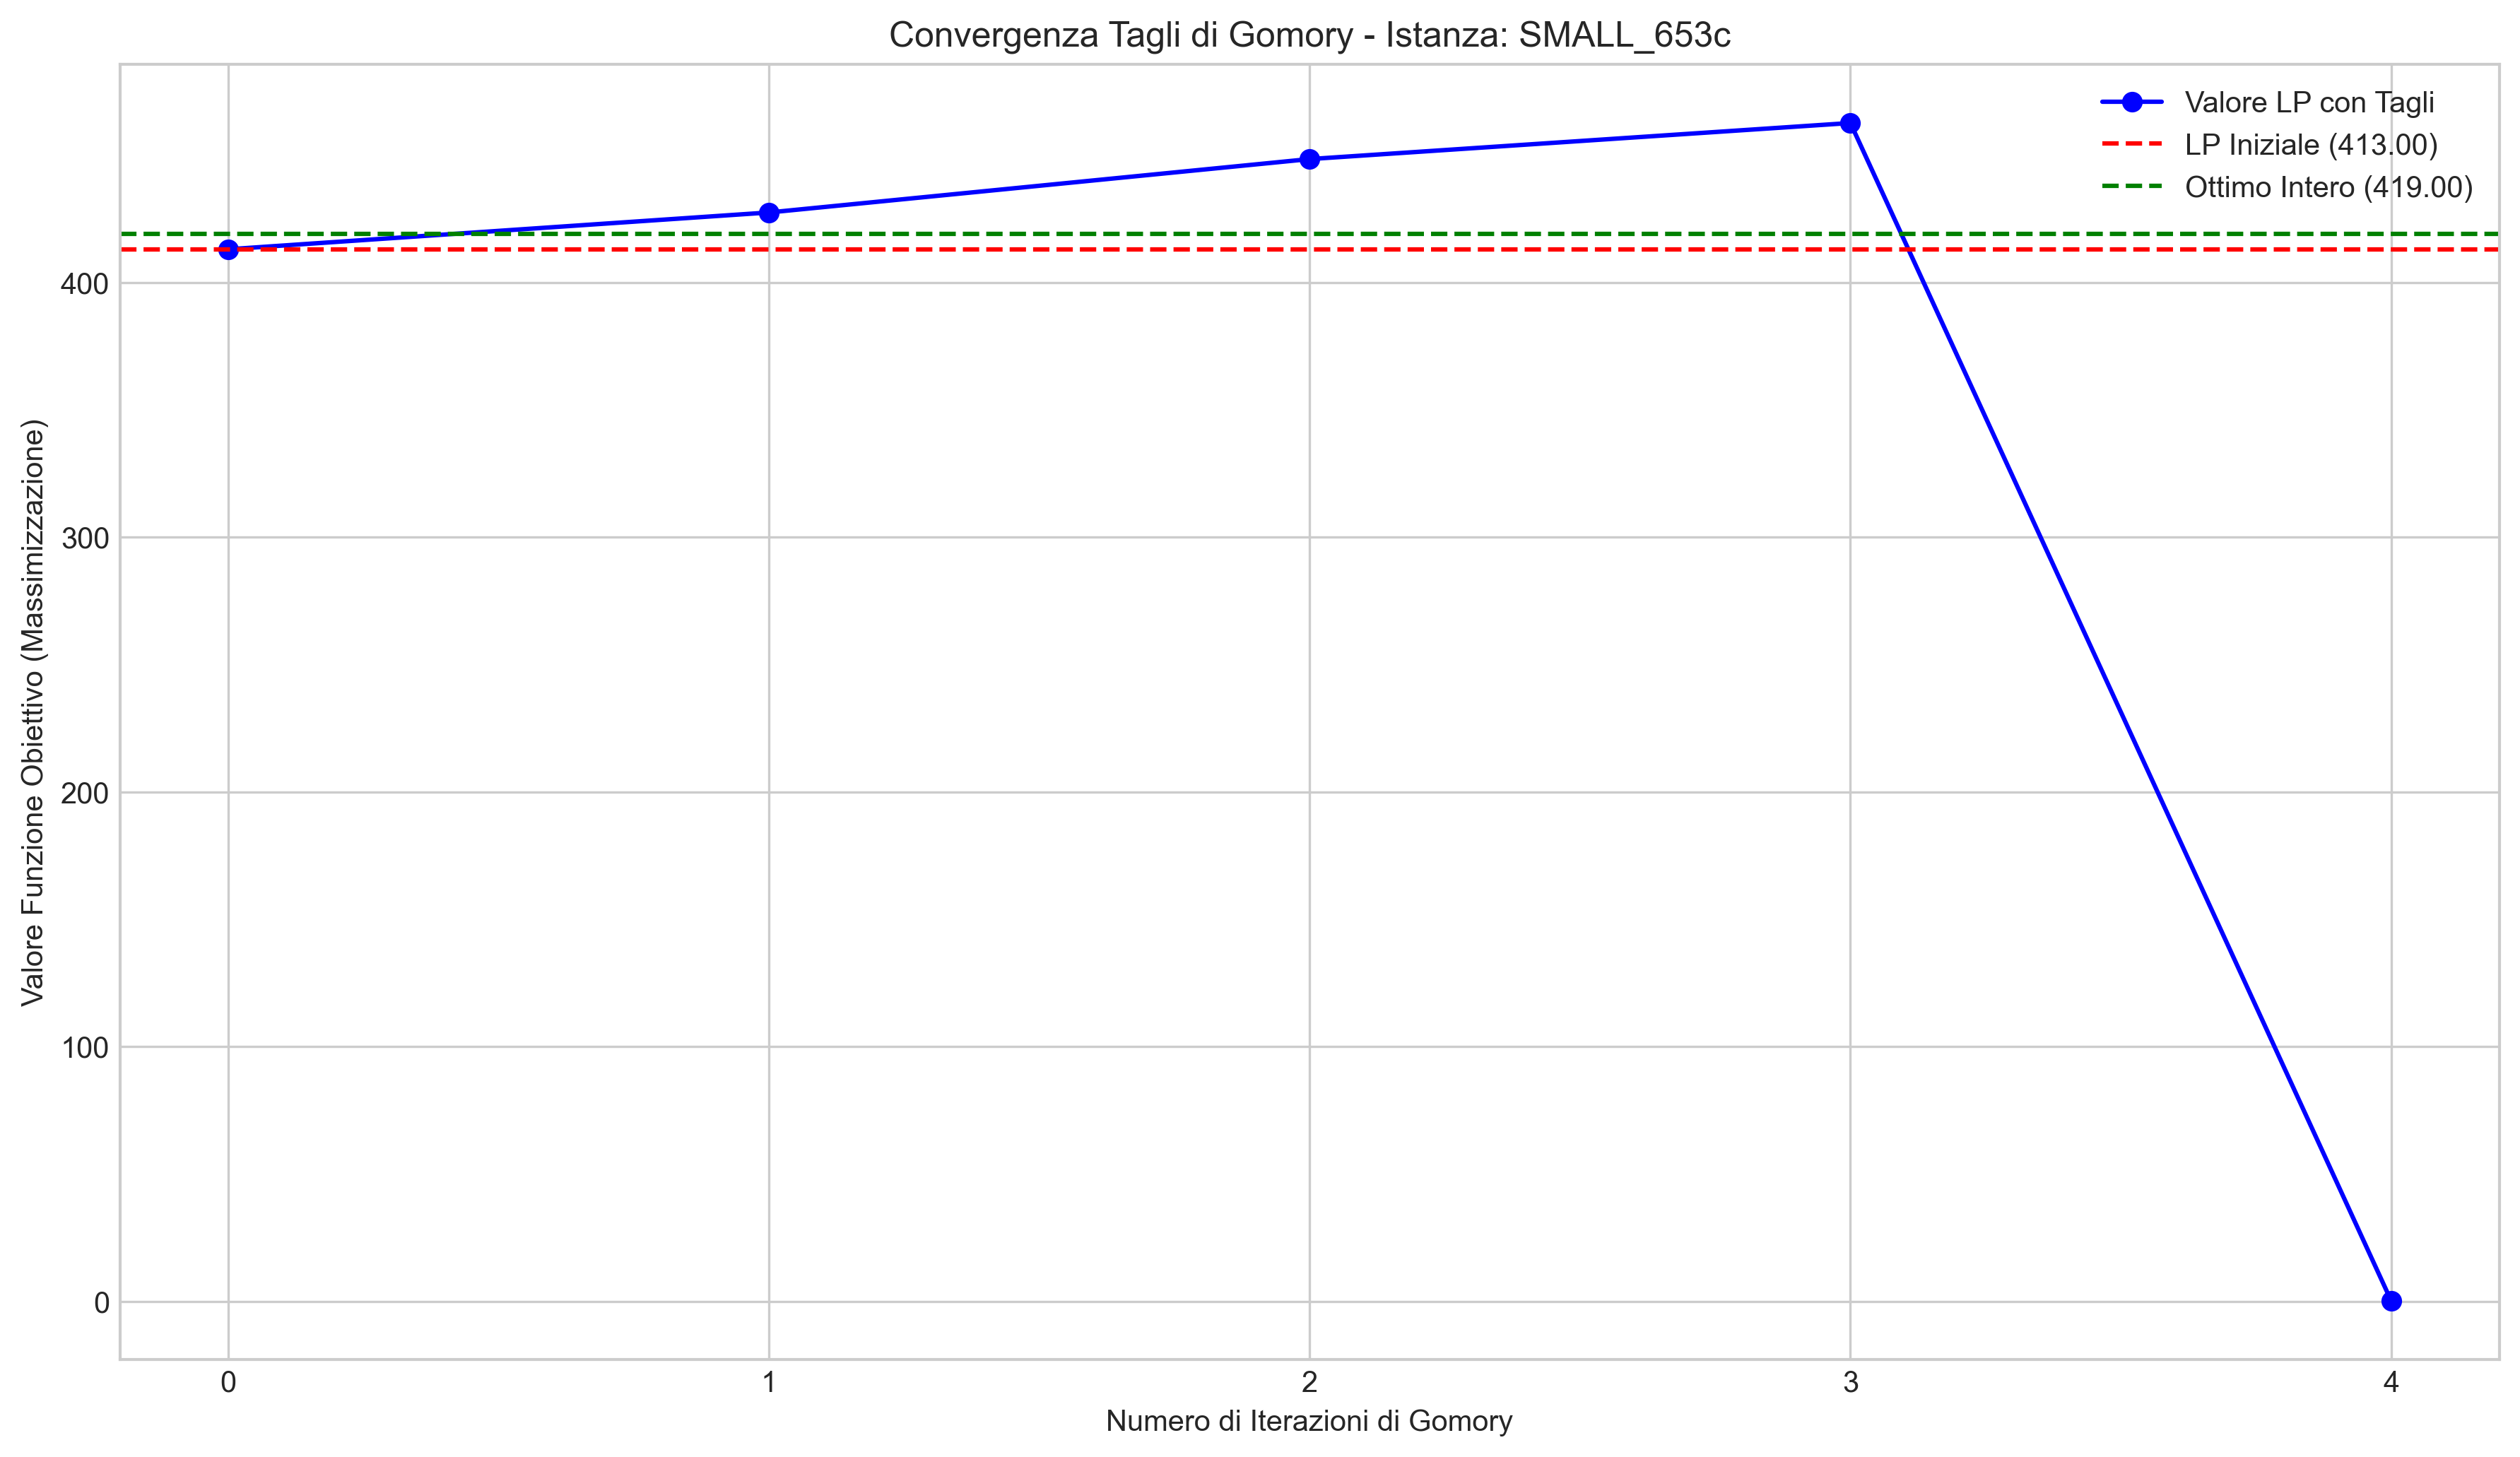 Convergenza Tagli di Gomory - Istanza: SMALL_653c
Valore LP con Tagli
LP Iniziale (413.00)
Ottimo Intero (419.00)
Valore Funzione Obiettivo (Massimizzazione)
400
300
200
100
0
0 1 2 3 4
Numero di Iterazioni di Gomory